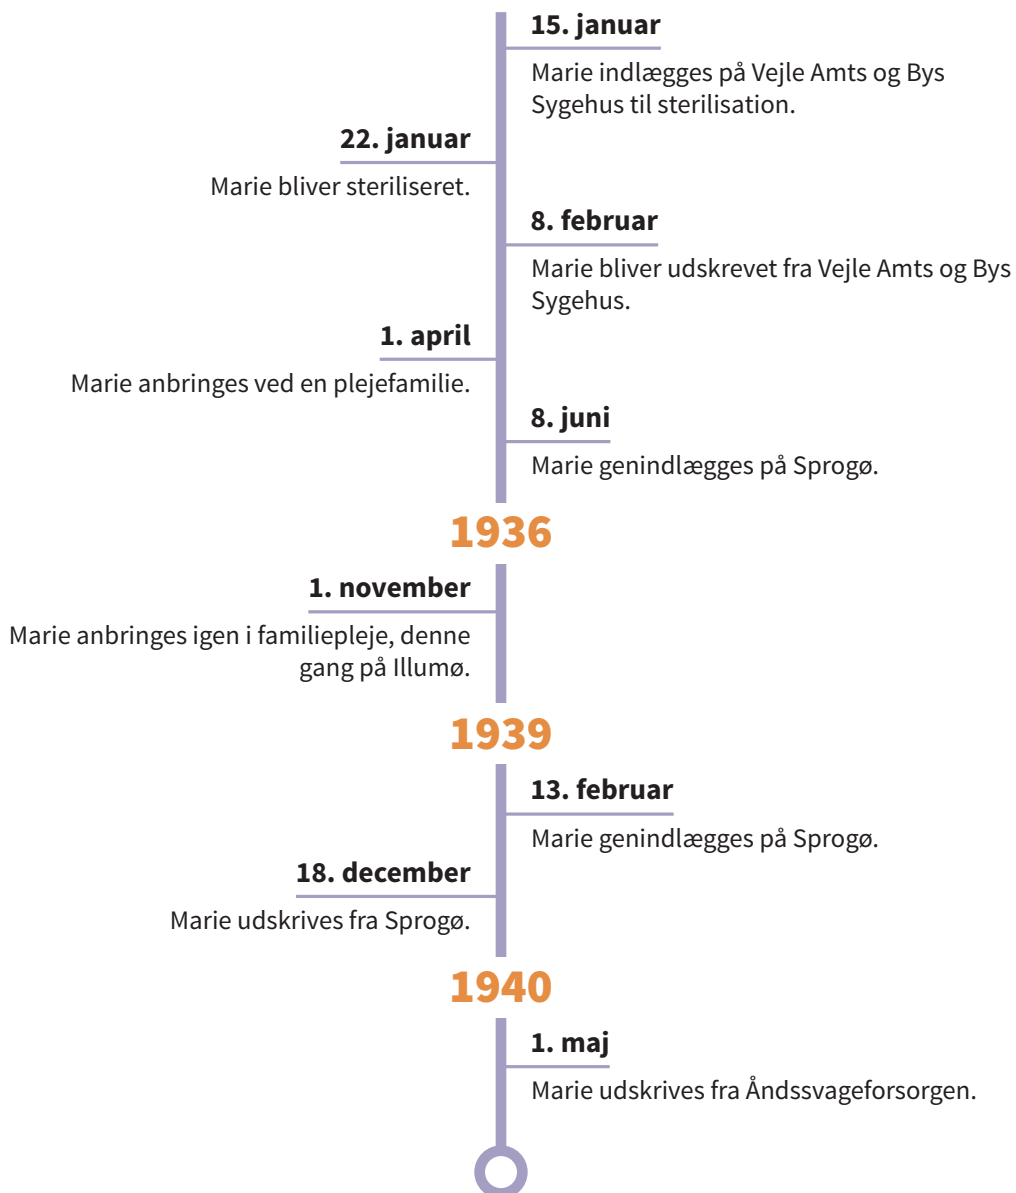 15. januar
Marie indlægges på Vejle Amts og Bys
Sygehus til sterilisation.
22. januar
Marie bliver steriliseret.
8. februar
Marie bliver udskrevet fra Vejle Amts og Bys
Sygehus.
1. april
Marie anbringes ved en plejefamilie.
8. juni
Marie genindlægges på Sprogø.
1936
1. november
Marie anbringes igen i familiepleje, denne
gang på Illumø.
1939
13. februar
Marie genindlægges på Sprogø.
18. december
Marie udskrives fra Sprogø.
1940
1. maj
Marie udskrives fra Åndssvageforsorgen.